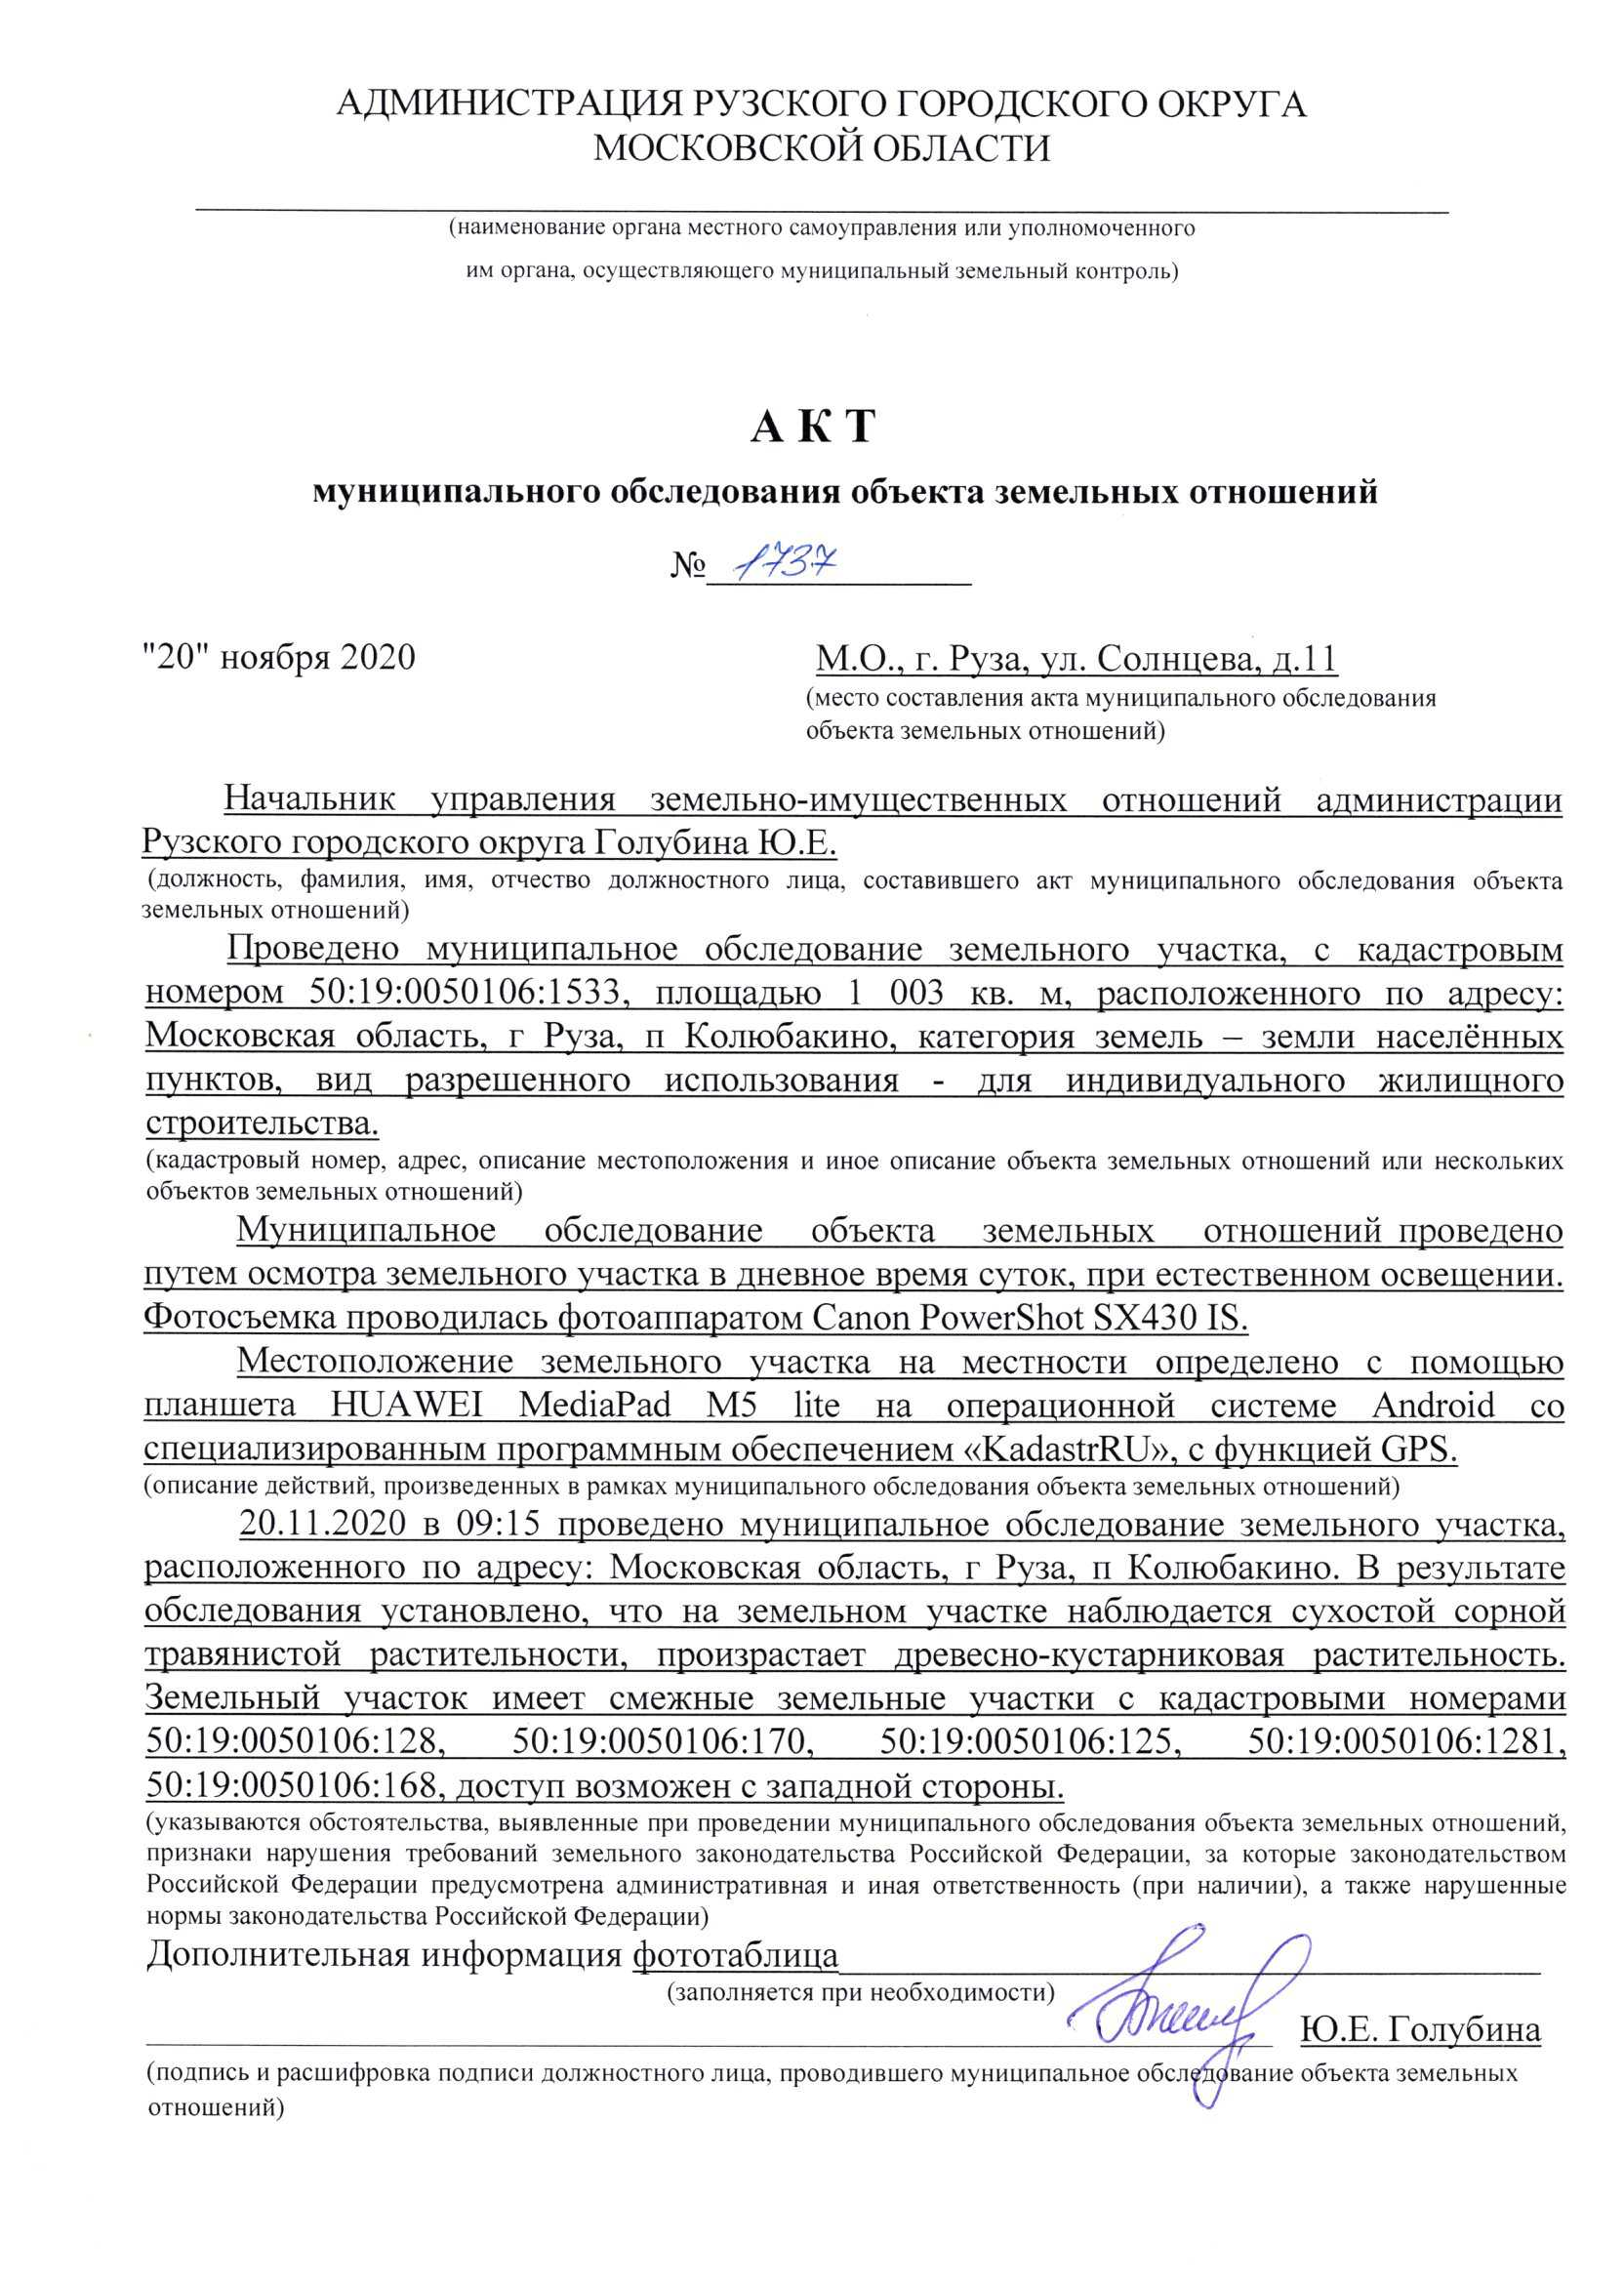 АДМИНИСТРАЦИЯ РУЗСКОГО ГОРОДСКОГО ОКРУГА
МОСКОВСКОЙ ОБЛАСТИ
(наименование органа местного самоуправления или уполномоченного
им органа, осуществляющего муниципальный земельный контроль)
А К Т
муниципального обследования объекта земельных отношений
№ 1737
"20" ноября 2020
М.О., г. Руза, ул. Солнцева, д.11
(место составления акта муниципального обследования
объекта земельных отношений)
Начальник управления земельно-имущественных отношений администрации
Рузского городского округа Голубина Ю.Е.
(должность, фамилия, имя, отчество должностного лица, составившего акт муниципального обследования объекта
земельных отношений)
Проведено муниципальное обследование земельного участка, с кадастровым
номером 50:19:0050106:1533, площадью 1 003 кв. м, расположенного по адресу:
Московская область, г Руза, п Колюбакино, категория земель – земли населённых
пунктов, вид разрешенного использования - для индивидуального жилищного
строительства.
(кадастровый номер, адрес, описание местоположения и иное описание объекта земельных отношений или нескольких
объектов земельных отношений)
Муниципальное обследование объекта земельных отношений проведено
путем осмотра земельного участка в дневное время суток, при естественном освещении.
Фотосъемка проводилась фотоаппаратом Canon PowerShot SX430 IS.
Местоположение земельного участка на местности определено с помощью
планшета HUAWEI MediaPad M5 lite на операционной системе Android со
специализированным программным обеспечением «KadastrRU», с функцией GPS.
(описание действий, произведенных в рамках муниципального обследования объекта земельных отношений)
20.11.2020 в 09:15 проведено муниципальное обследование земельного участка,
расположенного по адресу: Московская область, г Руза, п Колюбакино. В результате
обследования установлено, что на земельном участке наблюдается сухостой сорной
травянистой растительности, произрастает древесно-кустарниковая растительность.
Земельный участок имеет смежные земельные участки с кадастровыми номерами
50:19:0050106:128, 50:19:0050106:170, 50:19:0050106:125, 50:19:0050106:1281,
50:19:0050106:168, доступ возможен с западной стороны.
(указываются обстоятельства, выявленные при проведении муниципального обследования объекта земельных отношений,
признаки нарушения требований земельного законодательства Российской Федерации, за которые законодательством
Российской Федерации предусмотрена административная и иная ответственность (при наличии), а также нарушенные
нормы законодательства Российской Федерации)
Дополнительная информация фототаблица
(заполняется при необходимости)
Ю.Е. Голубина
(подпись и расшифровка подписи должностного лица, проводившего муниципальное обследование объекта земельных
отношений)